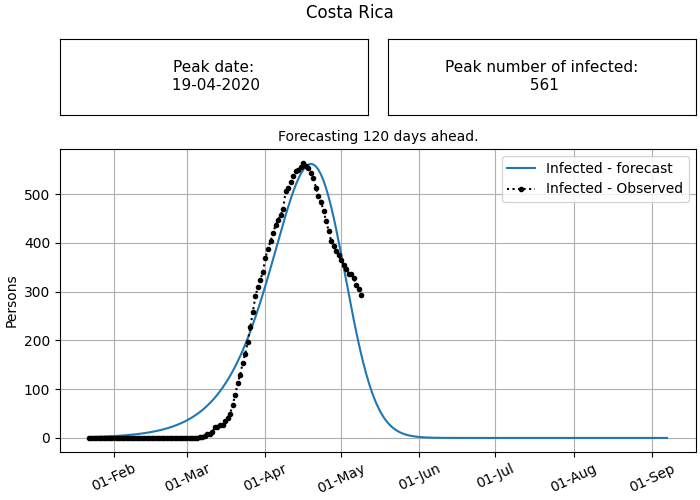 Costa Rica
Peak date:
19-04-2020
Peak number of infected:
561
Forecasting 120 days ahead.
Infected - forecast
Infected - Observed
Persons
500
400
300
200
100
0
01-Feb
01-Mar
01-Apr
01-May
01-Jun
01-Jul
01-Aug
01-Sep